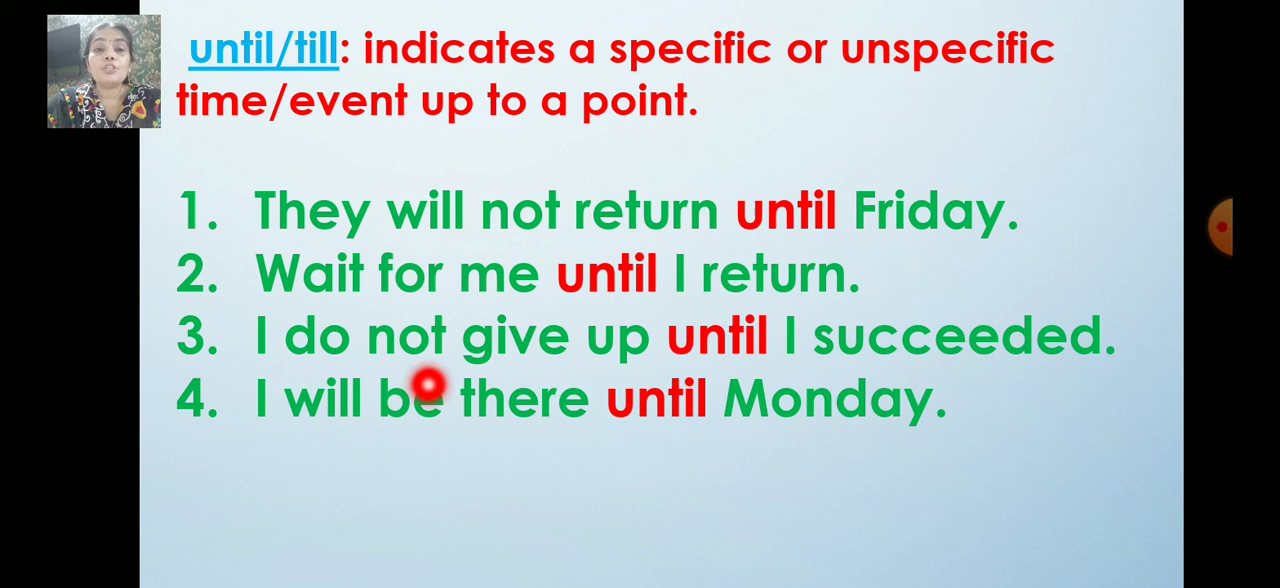 until/till: indicates a specific or unspecific
time/event up to a point.
1. They will not return until Friday.
2. Wait for me until I return.
3. I do not give up until I succeeded.
4. I will be there until Monday.